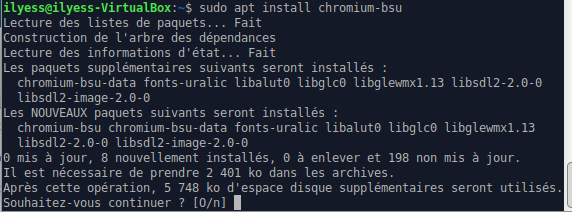 ilyess@ilyess-VirtualBox:~$ sudo apt install chromium-bsu
Lecture des listes de paquets... Fait
Construction de l'arbre des dépendances
Lecture des informations d'état... Fait
Les paquets supplémentaires suivants seront installés :
  chromium-bsu-data fonts-uralic libalut0 libglc0 libglewmx1.13 libsdl2-2.0-0
  libsdl2-image-2.0-0
Les NOUVEAUX paquets suivants seront installés :
  chromium-bsu chromium-bsu-data fonts-uralic libalut0 libglc0 libglewmx1.13
  libsdl2-2.0-0 libsdl2-image-2.0-0
0 mis à jour, 8 nouvellement installés, 0 à enlever et 198 non mis à jour.
Il est nécessaire de prendre 2 401 ko dans les archives.
Après cette opération, 5 748 ko d'espace disque supplémentaires seront utilisés.
Souhaitez-vous continuer ? [O/n]